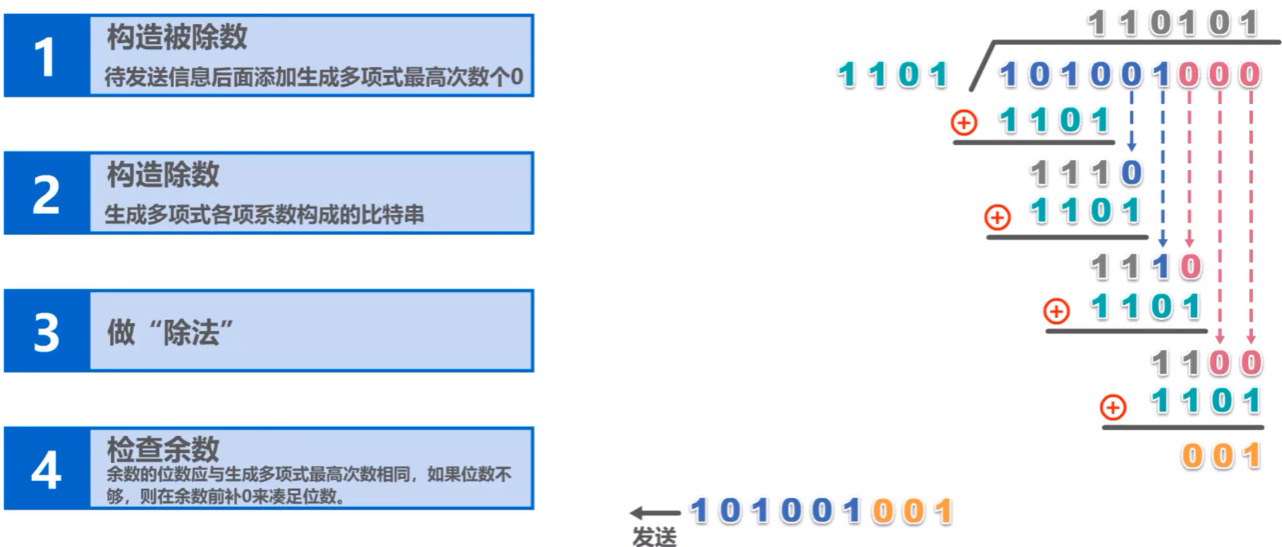 1
构造被除数
待发送信息后面添加生成多项式最高次数个0
2
构造除数
生成多项式各项系数构成的比特串
3
做“除法”
4
检查余数
余数的位数应与生成多项式最高次数相同，如果位数不
够，则在余数前补0来凑足位数。
110101
1101 101001000
1101
1110
1101
1110
1101
1100
1101
001
101001001
发送